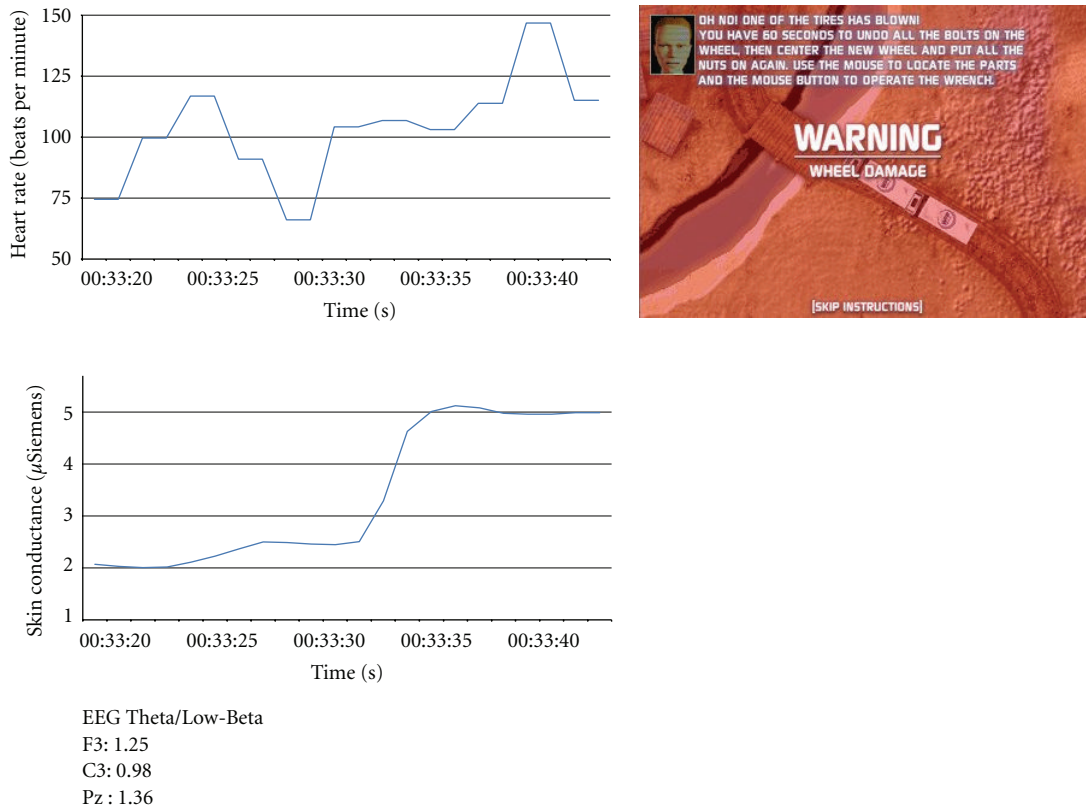 150
125
100
75
50
Heart rate (beats per minute)
00:33:20 00:33:25 00:33:30 00:33:35 00:33:40
Time (s)
OH NO! ONE OF THE TIRES HAS BLOWN!
YOU HAVE 60 SECONDS TO UNDO ALL THE BOLTS ON THE
WHEEL, THEN CENTER THE NEW WHEEL AND PUT ALL THE
NUTS ON AGAIN. USE THE MOUSE TO LOCATE THE PARTS
AND THE MOUSE BUTTON TO OPERATE THE WRENCH.
WARNING
WHEEL DAMAGE
[SKIP INSTRUCTIONS]
5
4
3
2
1
Skin conductance (μSiemens)
00:33:20 00:33:25 00:33:30 00:33:35 00:33:40
Time (s)
EEG Theta/Low-Beta
F3: 1.25
C3: 0.98
Pz : 1.36